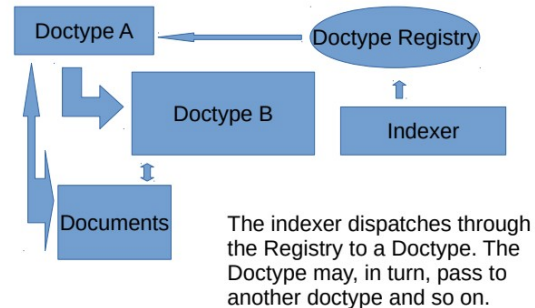 Doctype A
Doctype Registry
Doctype B
Indexer
Documents
The indexer dispatches through
the Registry to a Doctype. The
Doctype may, in turn, pass to
another doctype and so on.